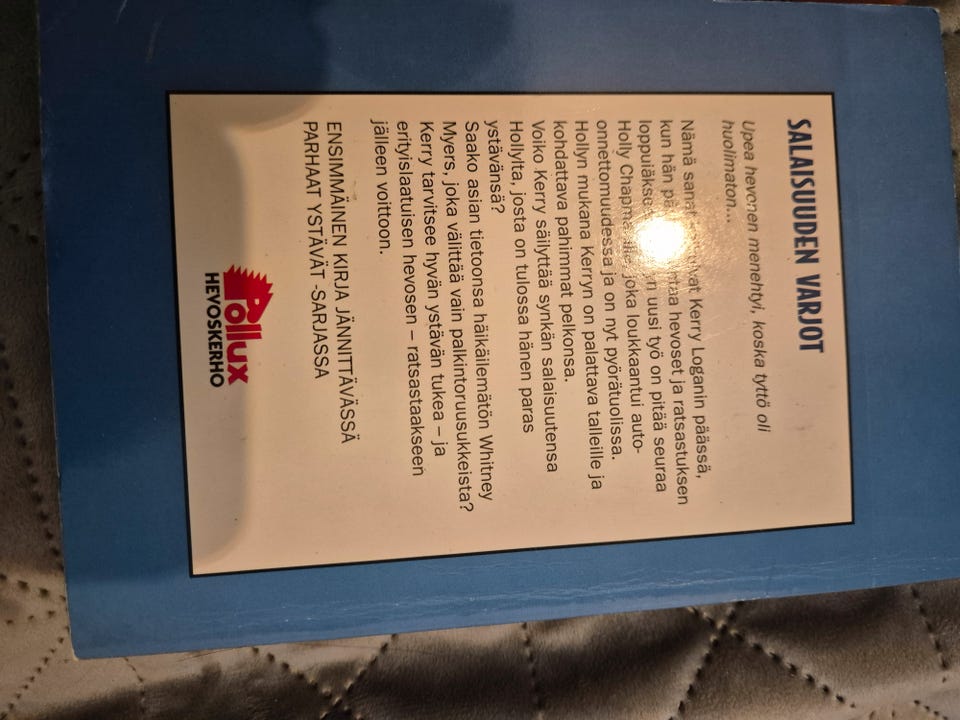 SALAISUUDEN VARJOT
Upea hevonen menehtyi, koska tyttö oli
huolimaton...
Nämä sanat Kerry Loganin päässä,
kun hän hevoset ja ratsastuksen
loppuiäkse uusi työ on pitää seuraa
Holly Chapma joka loukkaantui auto-
onnettomuudessa ja on nyt pyörätuolissa.
Hollyn mukana Kerryn on palattava talleille ja
kohdattava pahimmat pelkonsa.
Voiko Kerry säilyttää synkän salaisuutensa
Hollylta, josta on tulossa hänen paras
ystävänsä?
Saako asian tietoonsa häikäilemätön Whitney
Myers, joka välittää vain palkintoruusukkeista?
Kerry tarvitsee hyvän ystävän tukea – ja
erityislaatuisen hevosen – ratsastaakseen
jälleen voittoon.
ENSIMMÄINEN KIRJA JÄNNITTÄVÄSSÄ
PARHAAT YSTÄVÄT -SARJASSA
Pollux
HEVOSKERHO